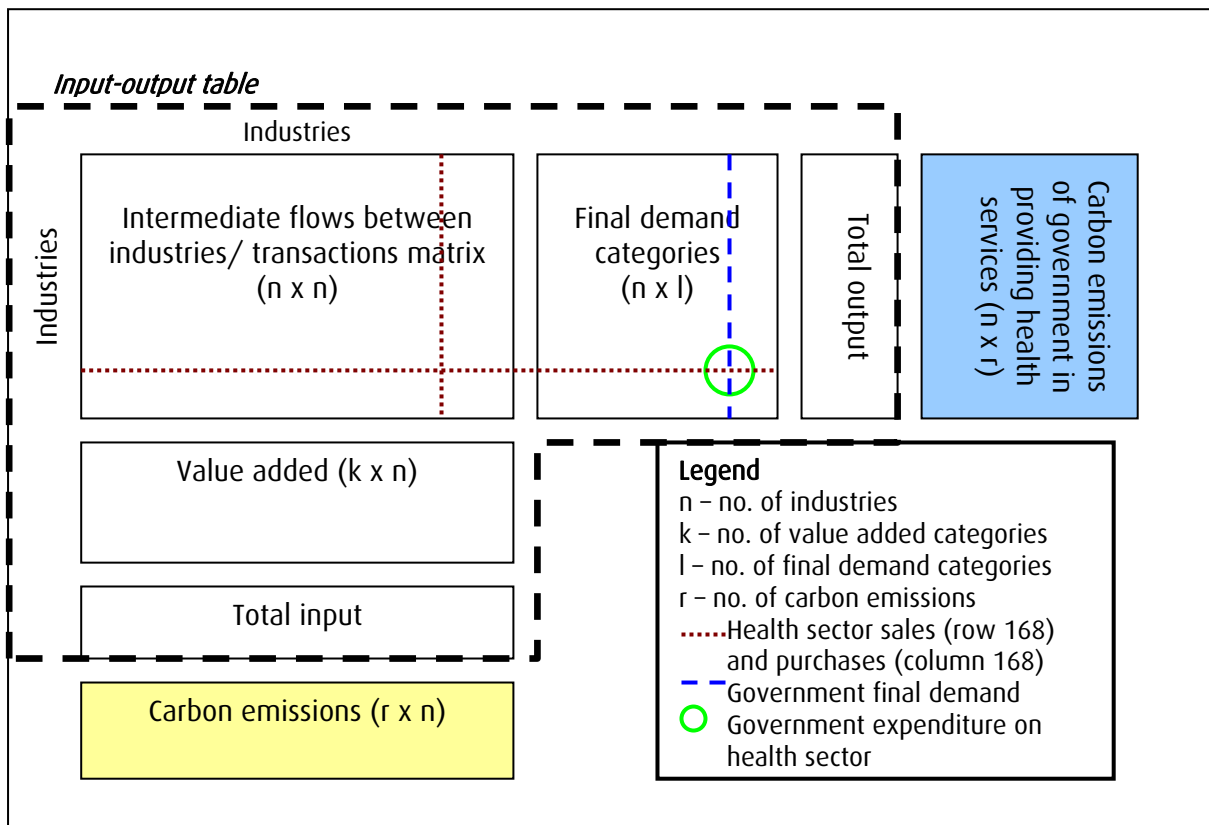 Input-output table
Industries
Industries
Intermediate flows between
industries/ transactions matrix
(n x n)
Final demand
categories
(n x l)
Total output
Carbon emissions
of government in
providing health
services (n x r)
Value added (k x n)
Total input
Carbon emissions (r x n)
Legend
n – no. of industries
k – no. of value added categories
l – no. of final demand categories
r – no. of carbon emissions
Health sector sales (row 168)
and purchases (column 168)
Government final demand
Government expenditure on
health sector